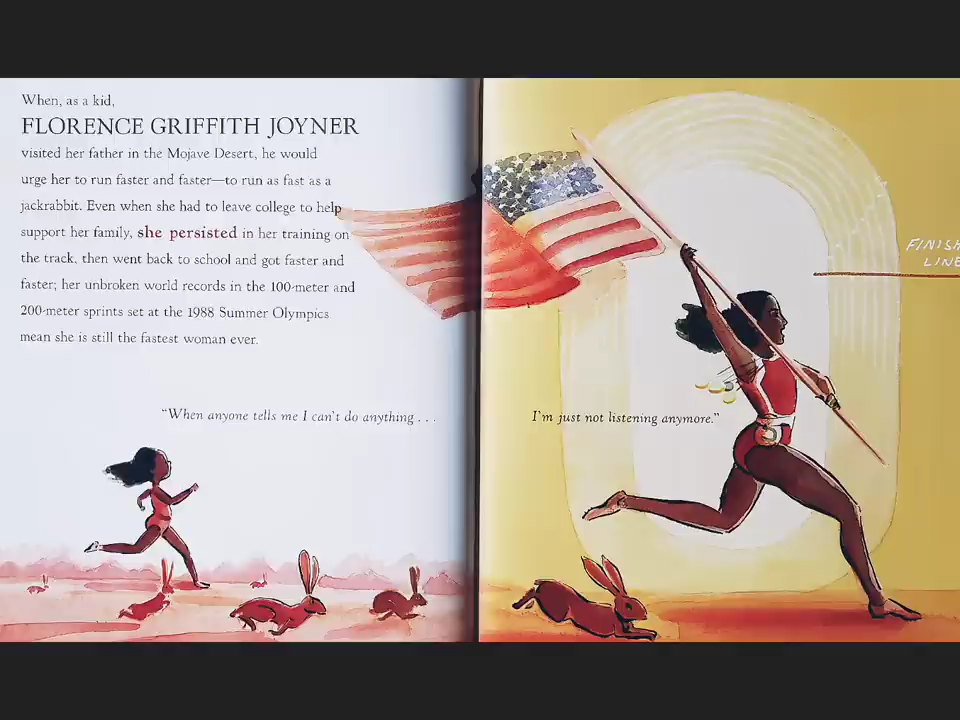 When, as a kid,
FLORENCE GRIFFITH JOYNER
visited her father in the Mojave Desert, he would
urge her to run faster and faster—to run as fast as a
jackrabbit. Even when she had to leave college to help
support her family, she persisted in her training on
the track, then went back to school and got faster and
faster; her unbroken world records in the 100-meter and
200-meter sprints set at the 1988 Summer Olympics
mean she is still the fastest woman ever.
"When anyone tells me I can't do anything . . .
I'm just not listening anymore."
FINISH
LINE